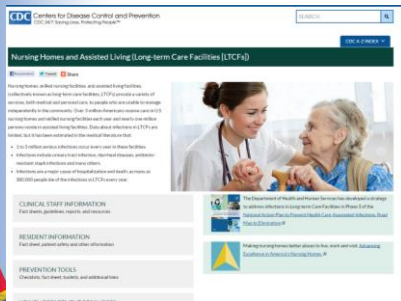 CDC Centers for Disease Control and Prevention
CDC 24/7: Saving Lives. Protecting People™
SEARCH
CDC A-Z INDEX
Nursing Homes and Assisted Living (Long-term Care Facilities [LTCFs])
Recommend Tweet Share
Nursing homes, skilled nursing facilities, and assisted living facilities,
(collectively known as long-term care facilities, LTCFs) provide a variety of
services, both medical and personal care, to people who are unable to manage
independently in the community. Over 3 million Americans receive care in U.S.
nursing homes and skilled nursing facilities each year and nearly one million
persons reside in assisted living facilities. Data about infections in LTCFs are
limited, but it has been estimated in the medical literature that:
1 to 3 million serious infections occur every year in these facilities.
Infections include urinary tract infection, diarrheal diseases, antibiotic-
resistant staph infections and many others.
Infections are a major cause of hospitalization and death; as many as
380,000 people die of the infections in LTCFs every year.
CLINICAL STAFF INFORMATION
Fact sheets, guidelines, reports, and resources
RESIDENT INFORMATION
Fact sheet, patient safety and other information
PREVENTION TOOLS
Checklists, fact sheet, toolkits, and additional
The Department of Health and Human Services has developed a strategy
to address infections in Long-term Care Facilities in Phase 3 of the
National Action Plan to Prevent Health Care-Associated Infections: Road
Map to Elimination
Making nursing homes better places to live, work and visit. Advancing
Excellence in America's Nursing Homes.